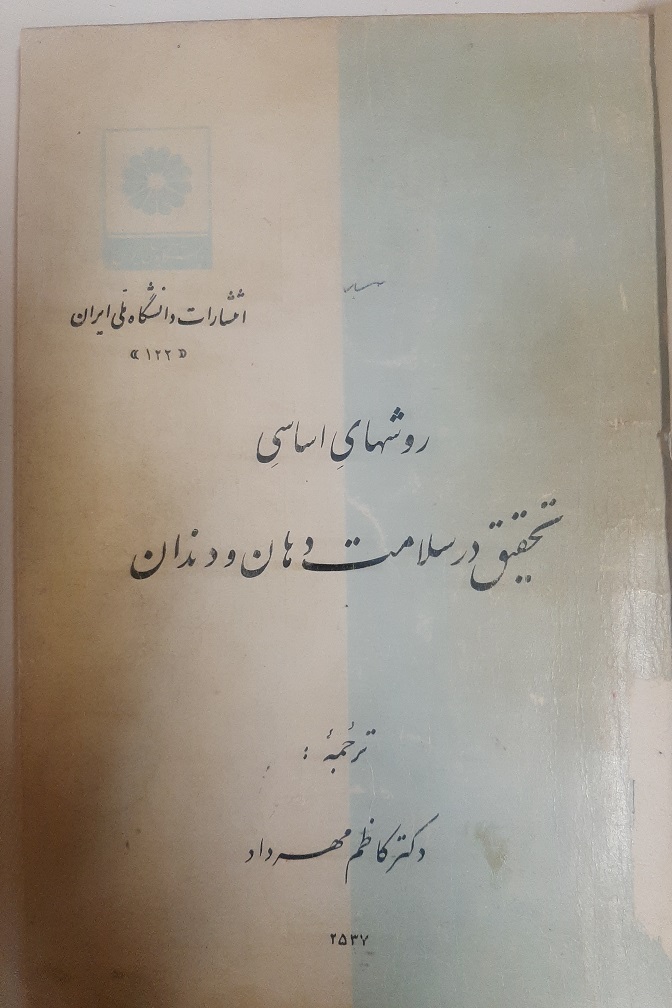 انتشارات دانشگاه ملی ایران
«۱۲۲»
روشهایِ اساسیِ
تحقیق در سلامت دهان و دندان
ترجمهٔ :
دکتر کاظم مهرداد
۲۵۳۷